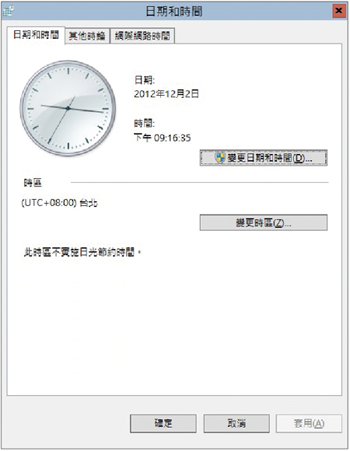 日期和時間
日期和時間 其他時鐘 網際網路時間
日期:
2012年12月2日
時間:
下午 09:16:35
變更日期和時間(D)...
時區
(UTC+08:00) 台北
變更時區(Z)...
此時區不實施日光節約時間。
確定 取消 套用(A)